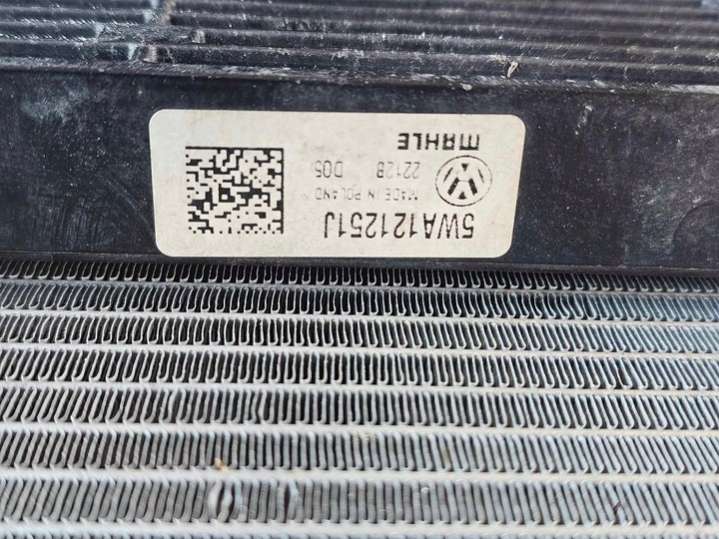 5WA121251J
MADE IN POLAND
22128 D05
MAHLE